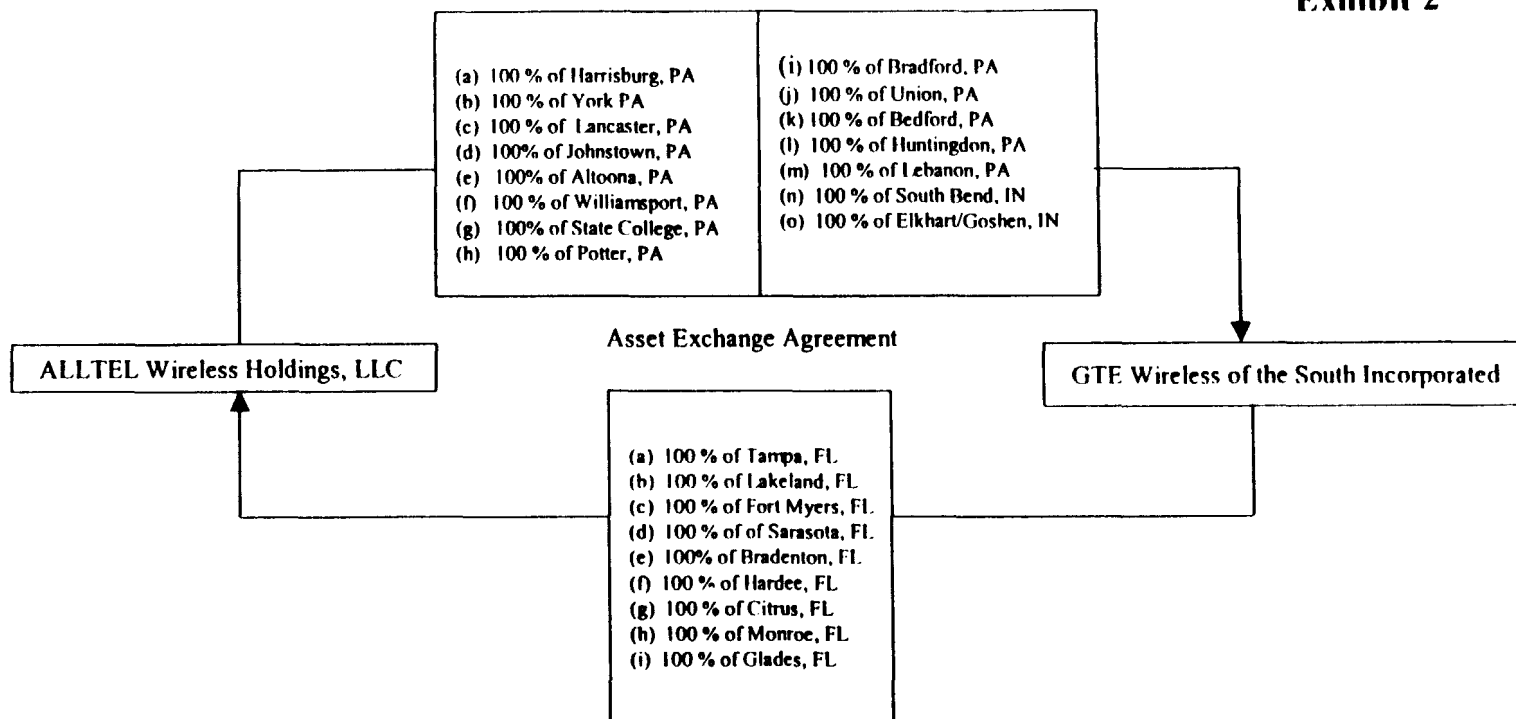 Exhibit 2
(a) 100 % of Harrisburg, PA
(b) 100 % of York PA
(c) 100 % of Lancaster, PA
(d) 100% of Johnstown, PA
(e) 100% of Altoona, PA
(f) 100 % of Williamsport, PA
(g) 100% of State College, PA
(h) 100 % of Potter, PA
(i) 100 % of Bradford, PA
(j) 100 % of Union, PA
(k) 100 % of Bedford, PA
(l) 100 % of Huntingdon, PA
(m) 100 % of Lebanon, PA
(n) 100 % of South Bend, IN
(o) 100 % of Elkhart/Goshen, IN
Asset Exchange Agreement
ALLTEL Wireless Holdings, LLC
GTE Wireless of the South Incorporated
(a) 100 % of Tampa, FL
(b) 100 % of Lakeland, FL
(c) 100 % of Fort Myers, FL
(d) 100 % of of Sarasota, FL
(e) 100% of Bradenton, FL
(f) 100 % of Hardee, FL
(g) 100 % of Citrus, FL
(h) 100 % of Monroe, FL
(i) 100 % of Glades, FL